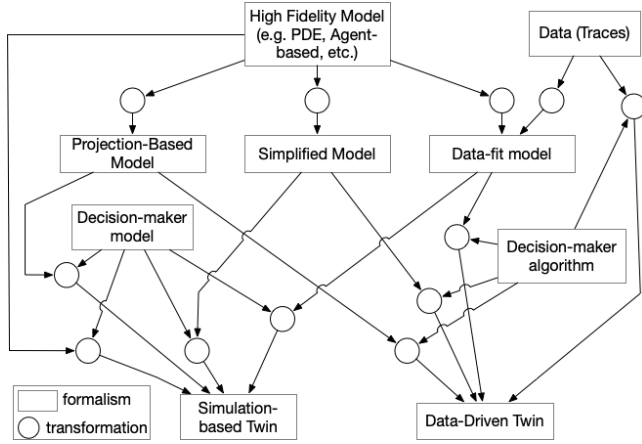 High Fidelity Model
(e.g. PDE, Agent-
based, etc.)
Data (Traces)
Projection-Based
Model
Simplified Model
Data-fit model
Decision-maker
model
Decision-maker
algorithm
formalism
transformation
Simulation-
based Twin
Data-Driven Twin